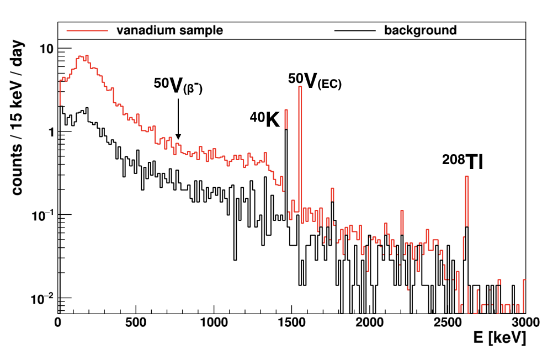 vanadium sample background
counts / 15 keV / day
10
1
10⁻¹
10⁻²
⁵⁰V(β⁻)
⁴⁰K
⁵⁰V(EC)
²⁰⁸Tl
0 500 1000 1500 2000 2500 3000
E [keV]